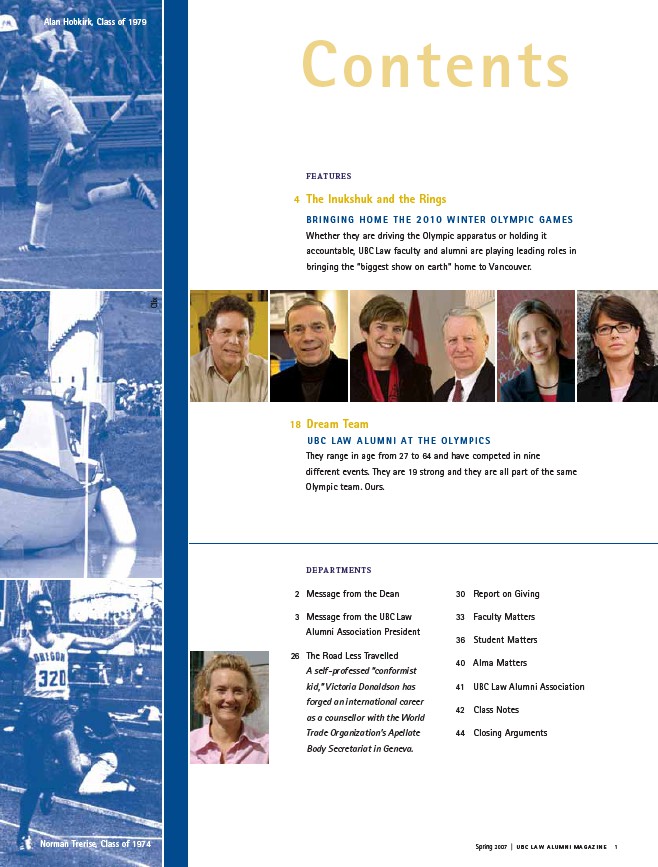 Alan Hobkirk, Class of 1979
Contents
FEATURES
4 The Inukshuk and the Rings
BRINGING HOME THE 2010 WINTER OLYMPIC GAMES
Whether they are driving the Olympic apparatus or holding it
accountable, UBC Law faculty and alumni are playing leading roles in
bringing the "biggest show on earth" home to Vancouver.
18 Dream Team
UBC LAW ALUMNI AT THE OLYMPICS
They range in age from 27 to 64 and have competed in nine
different events. They are 19 strong and they are all part of the same
Olympic team. Ours.
DEPARTMENTS
2 Message from the Dean
3 Message from the UBC Law
Alumni Association President
26 The Road Less Travelled
A self-professed "conformist
kid," Victoria Donaldson has
forged an international career
as a counsellor with the World
Trade Organization's Apellate
Body Secretariat in Geneva.
30 Report on Giving
33 Faculty Matters
36 Student Matters
40 Alma Matters
41 UBC Law Alumni Association
42 Class Notes
44 Closing Arguments
OREGON
320
Norman Trerise, Class of 1974
Spring 2007 | UBC LAW ALUMNI MAGAZINE 1